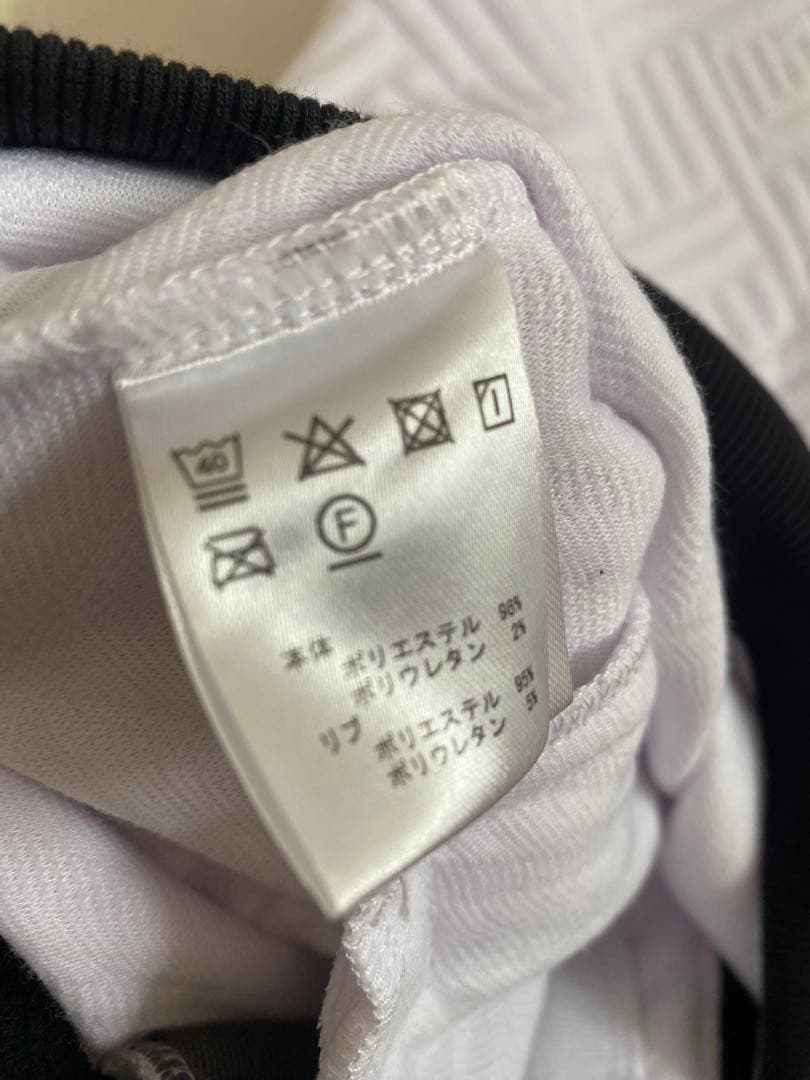 40
F
本体 ポリエステル 98%
ポリウレタン 2%
リブ ポリエステル 95%
ポリウレタン 5%